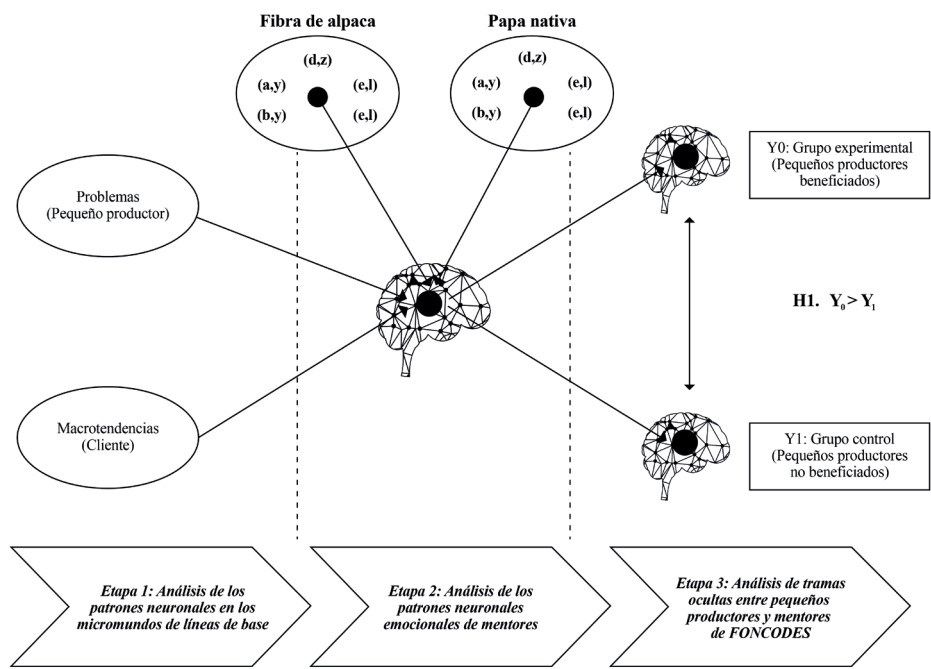 Fibra de alpaca
Papa nativa
(d,z)
(a,y)
(e,l)
(b,y)
(e,l)
(d,z)
(a,y)
(e,l)
(b,y)
(e,l)
Problemas
(Pequeño productor)
Macrotendencias
(Cliente)
Y0: Grupo experimental
(Pequeños productores
beneficiados)
H1. Y₀ > Y₁
Y1: Grupo control
(Pequeños productores
no beneficiados)
Etapa 1: Análisis de los
patrones neuronales en los
micromundos de líneas de base
Etapa 2: Análisis de los
patrones neuronales
emocionales de mentores
Etapa 3: Análisis de tramas
ocultas entre pequeños
productores y mentores
de FONCODES